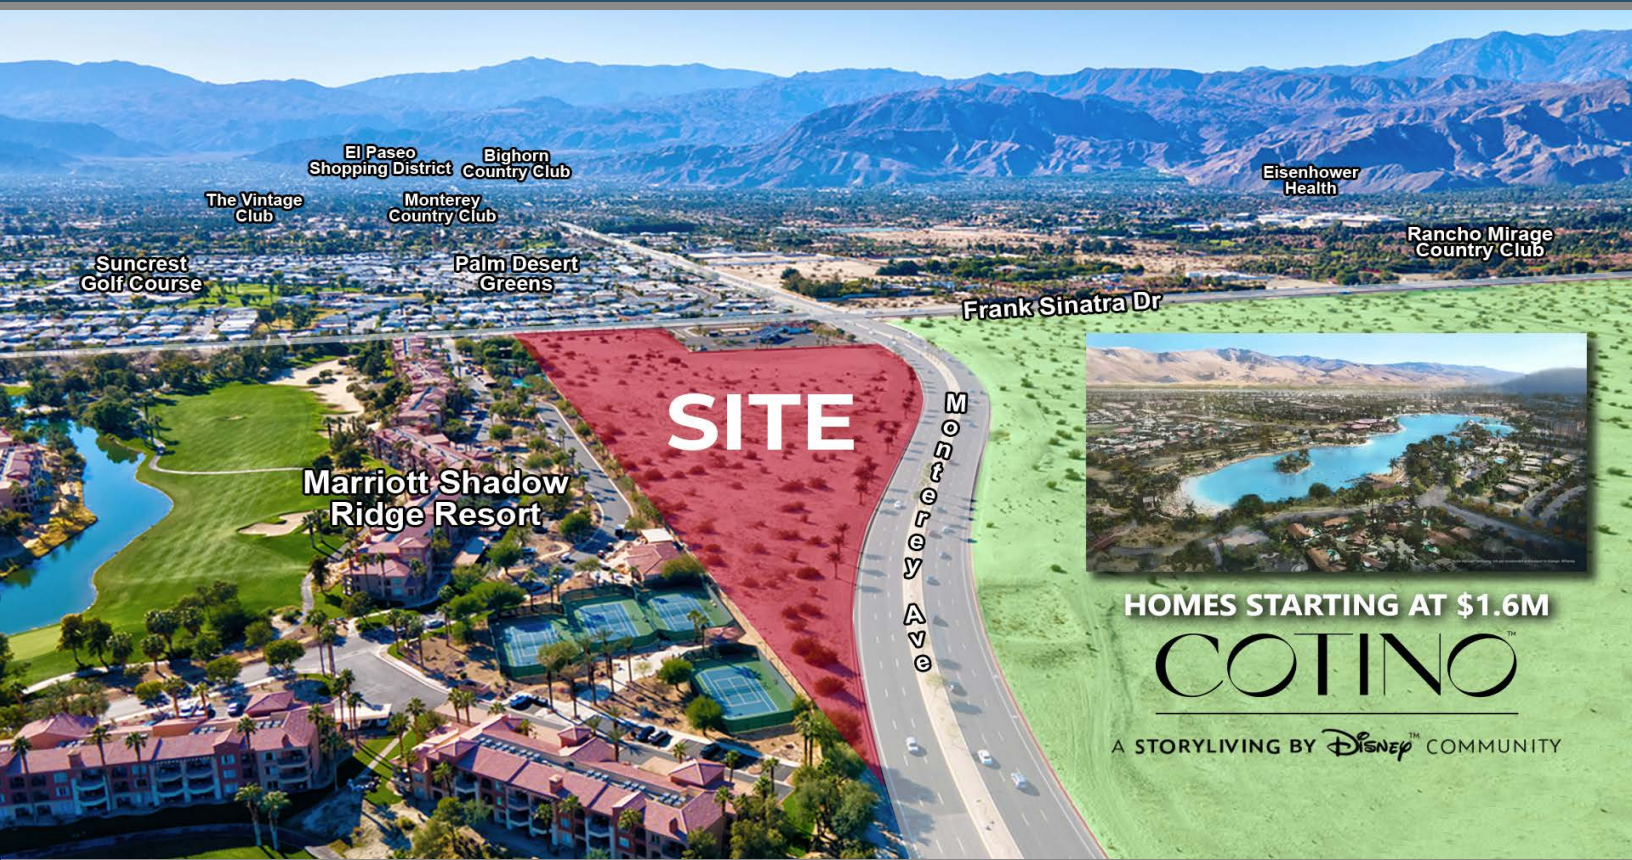 El Paseo
Shopping District
Bighorn
Country Club
The Vintage
Club
Monterey
Country Club
Eisenhower
Health
Rancho Mirage
Country Club
Suncrest
Golf Course
Palm Desert
Greens
Frank Sinatra Dr
SITE
Monterey Ave
Marriott Shadow
Ridge Resort
HOMES STARTING AT $1.6M
COTINO™
A STORYLIVING BY Disney™ COMMUNITY